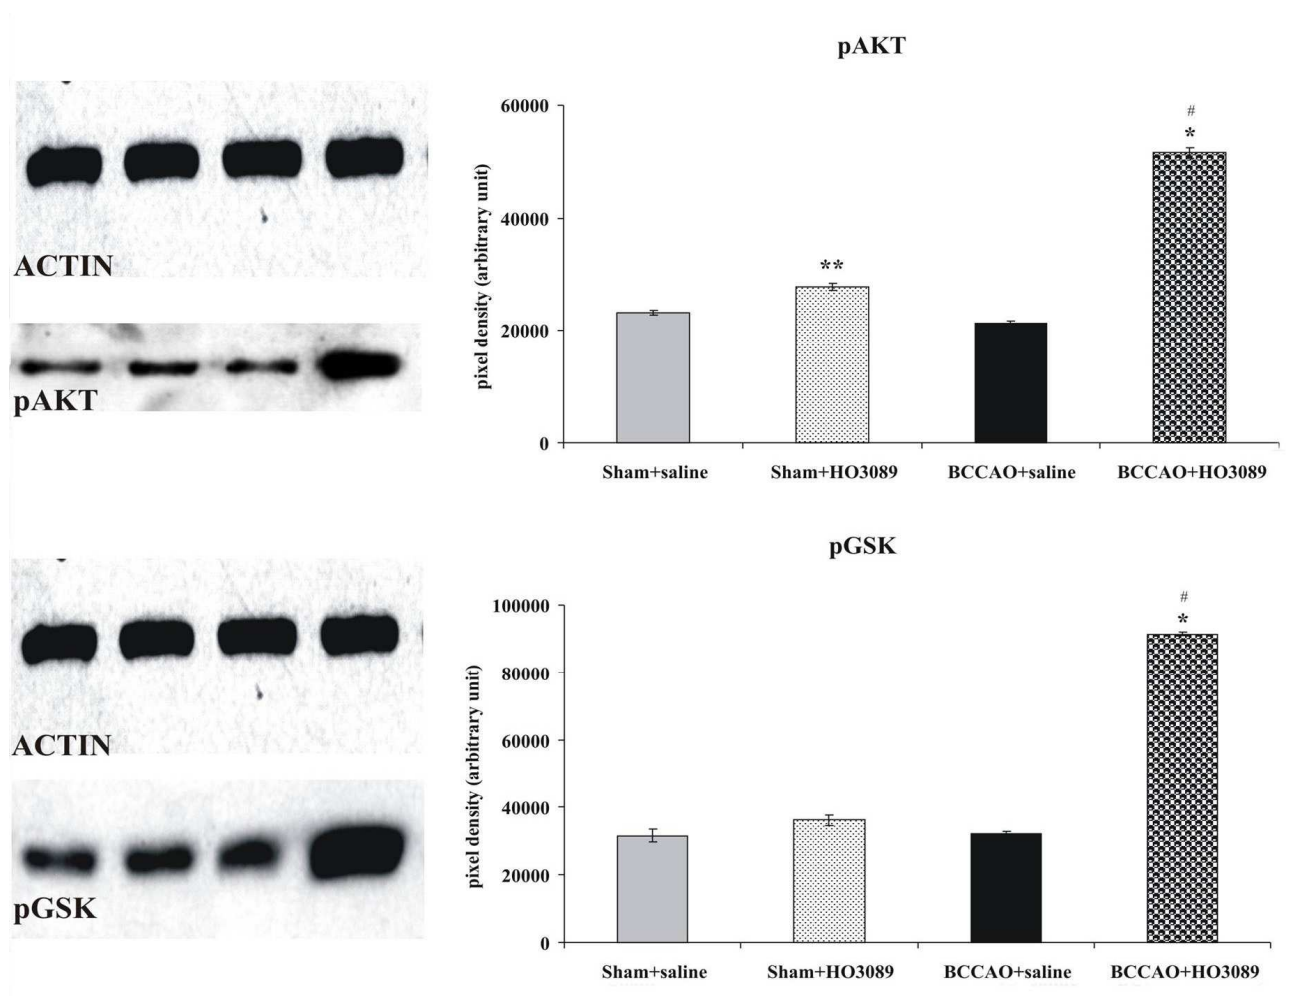 ACTIN
pAKT
pAKT
pixel density (arbitrary unit)
60000
40000
20000
0
#
*
**
Sham+saline
Sham+HO3089
BCCAO+saline
BCCAO+HO3089
ACTIN
pGSK
pGSK
pixel density (arbitrary unit)
100000
80000
60000
40000
20000
0
#
*
Sham+saline
Sham+HO3089
BCCAO+saline
BCCAO+HO3089